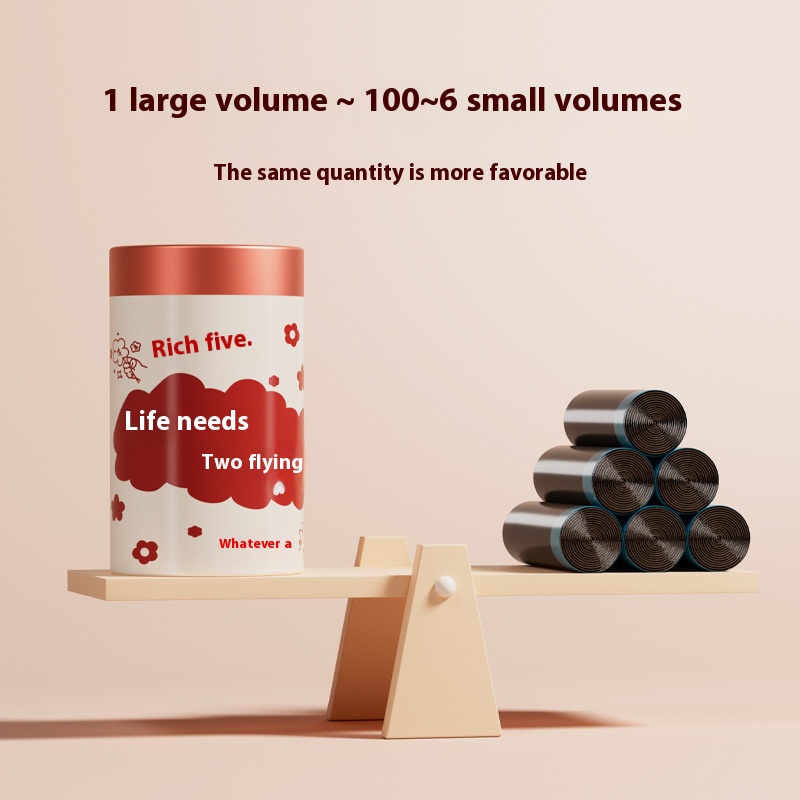 1 large volume ~ 100~6 small volumes
The same quantity is more favorable
Rich five.
Life needs
Two flying
Whatever a